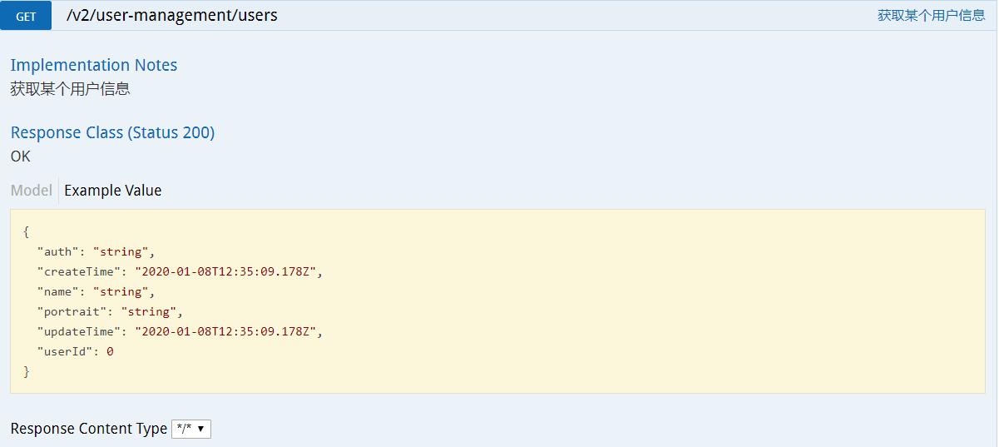 GET /v2/user-management/users 获取某个用户信息
Implementation Notes
获取某个用户信息
Response Class (Status 200)
OK
Model Example Value
{
  "auth": "string",
  "createTime": "2020-01-08T12:35:09.178Z",
  "name": "string",
  "portrait": "string",
  "updateTime": "2020-01-08T12:35:09.178Z",
  "userId": 0
}
Response Content Type */*